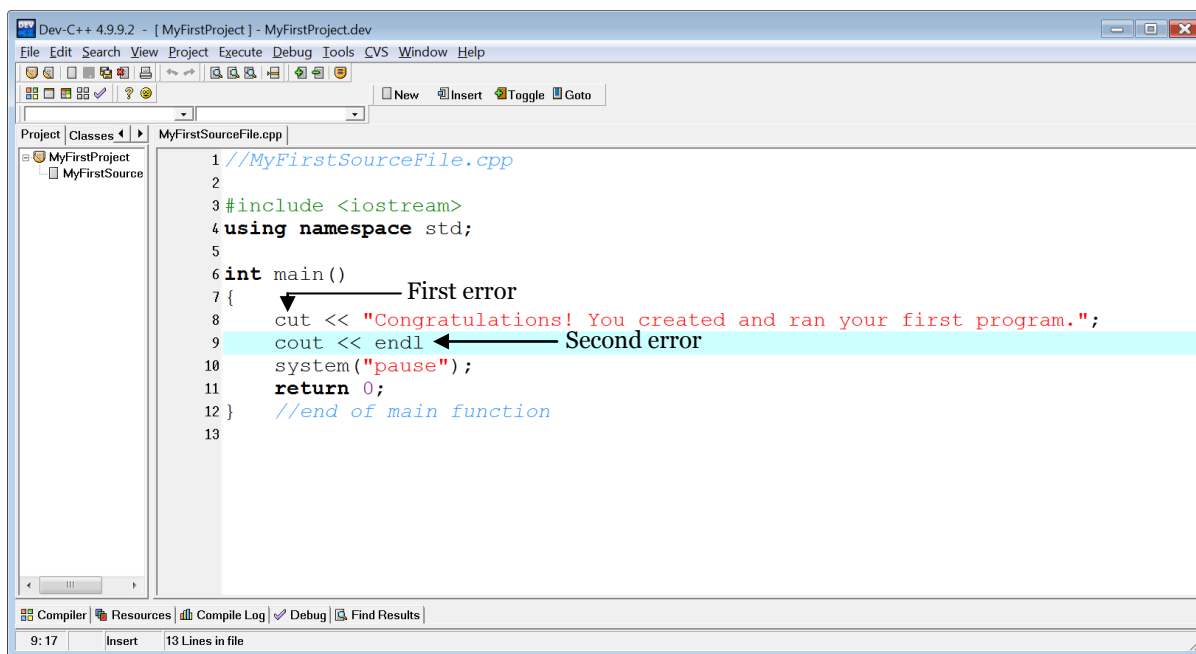 Dev-C++ 4.9.9.2 - [ MyFirstProject ] - MyFirstProject.dev
File Edit Search View Project Execute Debug Tools CVS Window Help
New Insert Toggle Goto
Project Classes MyFirstSourceFile.cpp
MyFirstProject
MyFirstSource
1 //MyFirstSourceFile.cpp
2
3 #include <iostream>
4 using namespace std;
5
6 int main()
First error
7 {
8 cut << "Congratulations! You created and ran your first program.";
9 cout << endl Second error
10 system("pause");
11 return 0;
12 } //end of main function
13
Compiler Resources Compile Log Debug Find Results
9: 17 Insert 13 Lines in file